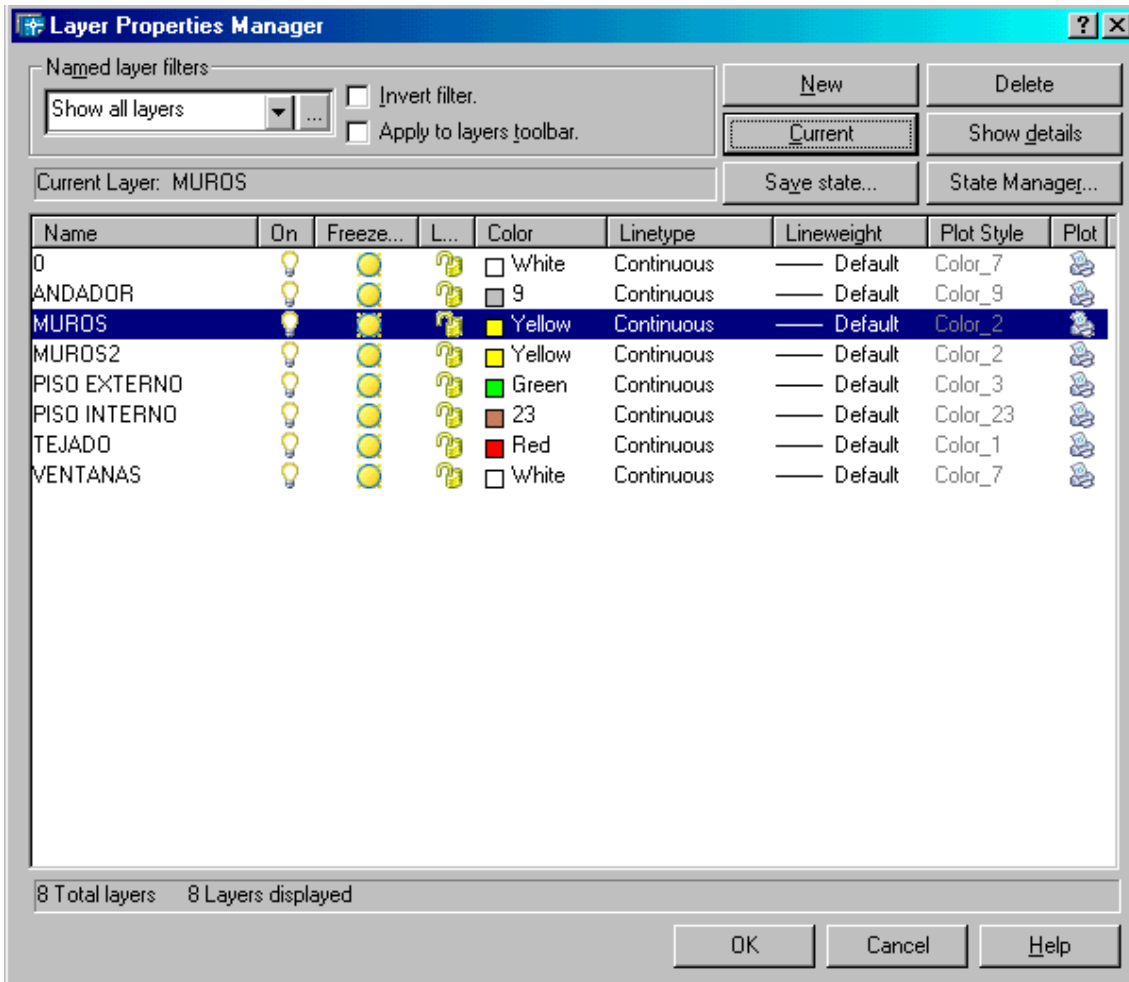 Layer Properties Manager
Named layer filters
Show all layers
...
Invert filter.
Apply to layers toolbar.
New
Delete
Current
Show details
Current Layer: MUROS
Save state...
State Manager...
Name On Freeze... L... Color Linetype Lineweight Plot Style Plot
0 White Continuous Default Color_7
ANDADOR 9 Continuous Default Color_9
MUROS Yellow Continuous Default Color_2
MUROS2 Yellow Continuous Default Color_2
PISO EXTERNO Green Continuous Default Color_3
PISO INTERNO 23 Continuous Default Color_23
TEJADO Red Continuous Default Color_1
VENTANAS White Continuous Default Color_7
8 Total layers 8 Layers displayed
OK Cancel Help